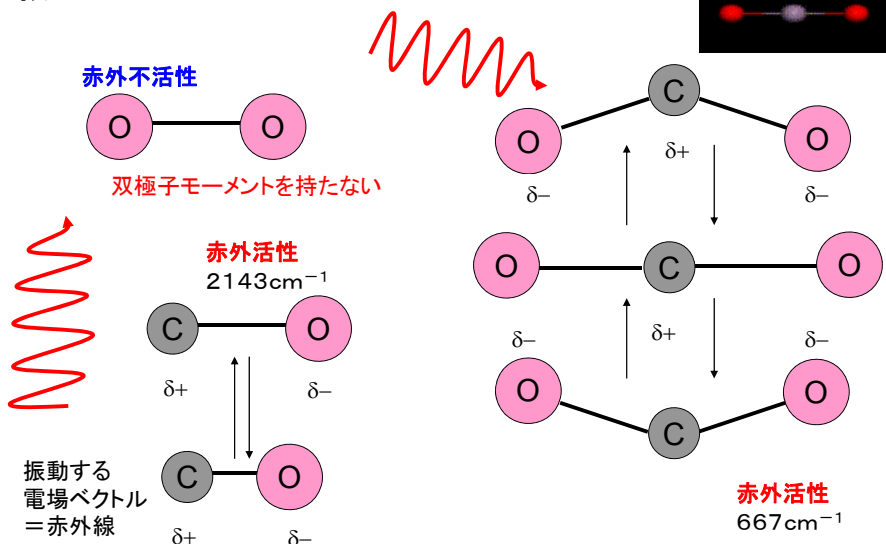 赤外不活性
O O
双極子モーメントを持たない
赤外活性
2143cm⁻¹
C O
δ+ δ−
C O
δ+ δ−
振動する
電場ベクトル
=赤外線
C
O O
δ+
δ− δ−
O C O
δ− δ+ δ−
O O
C
赤外活性
667cm⁻¹